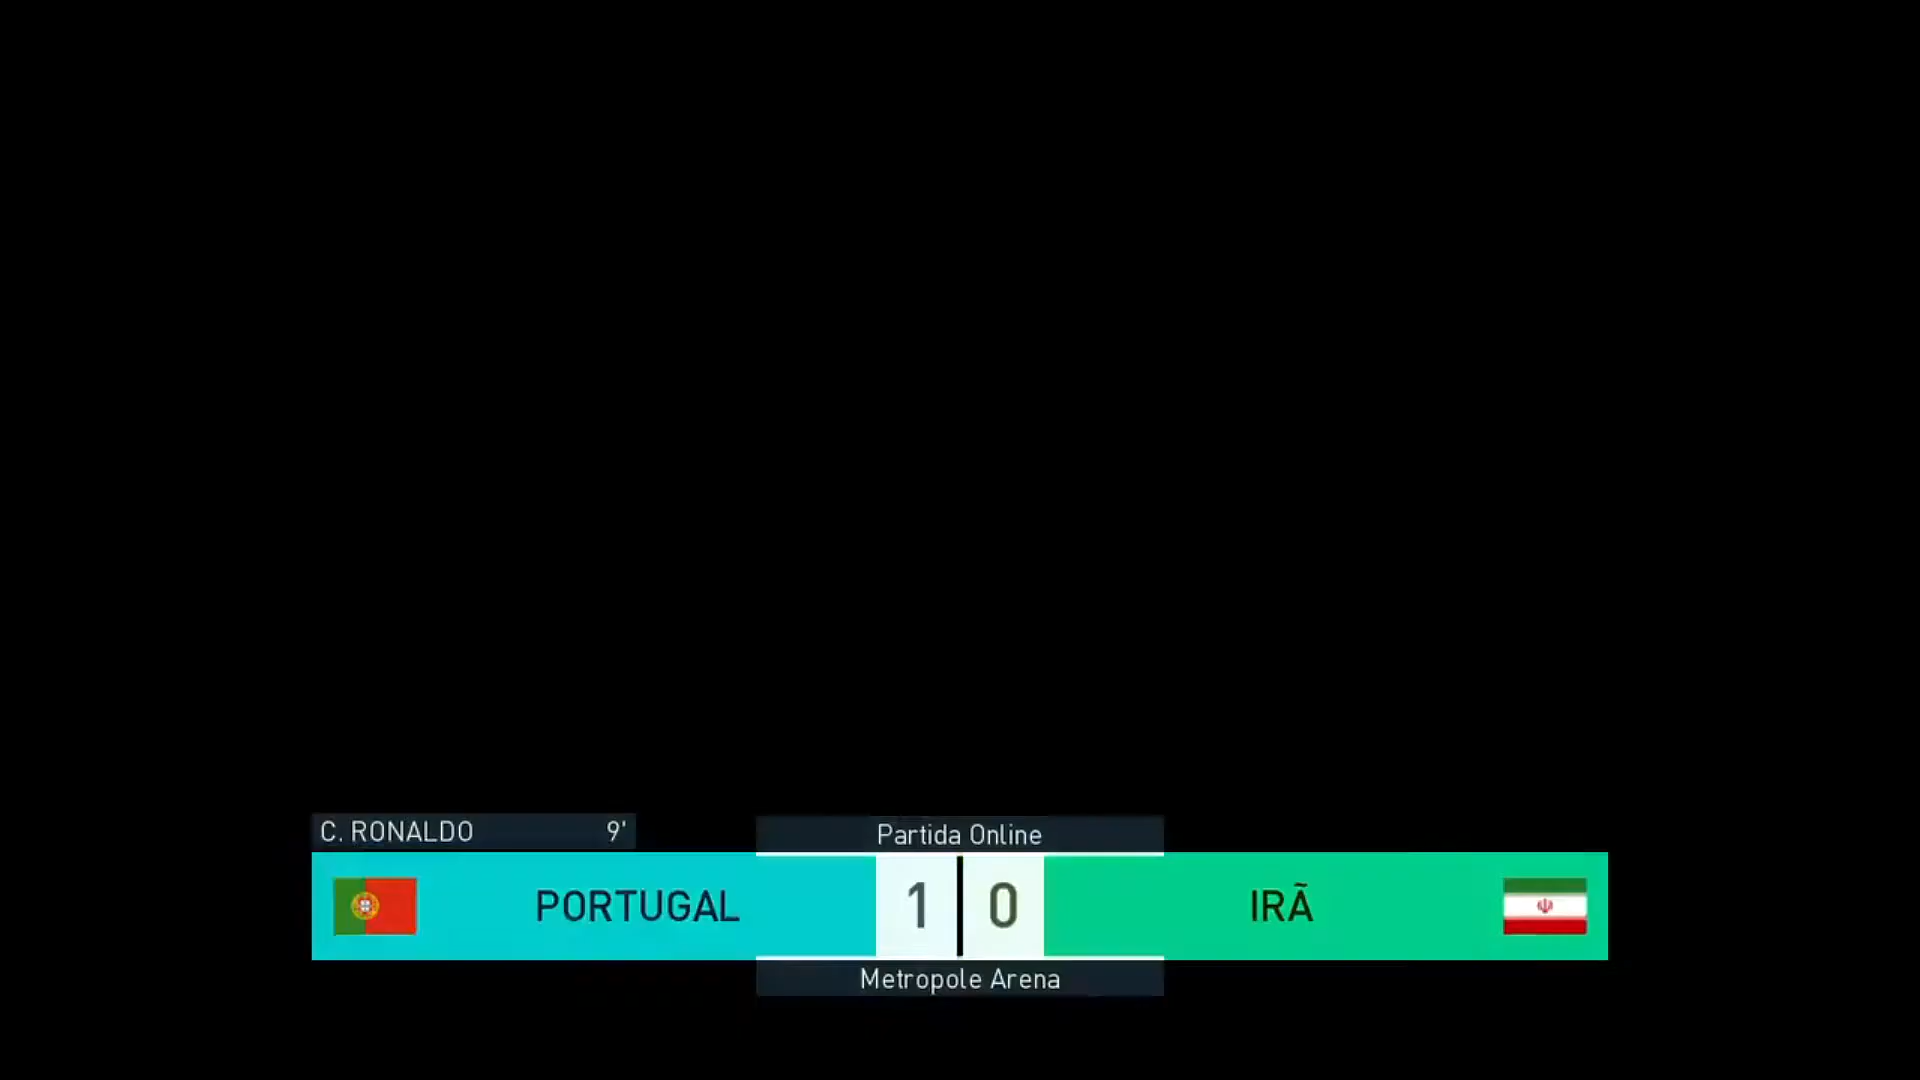 C. RONALDO 9'
Partida Online
PORTUGAL 1 0 IRÃ
Metropole Arena